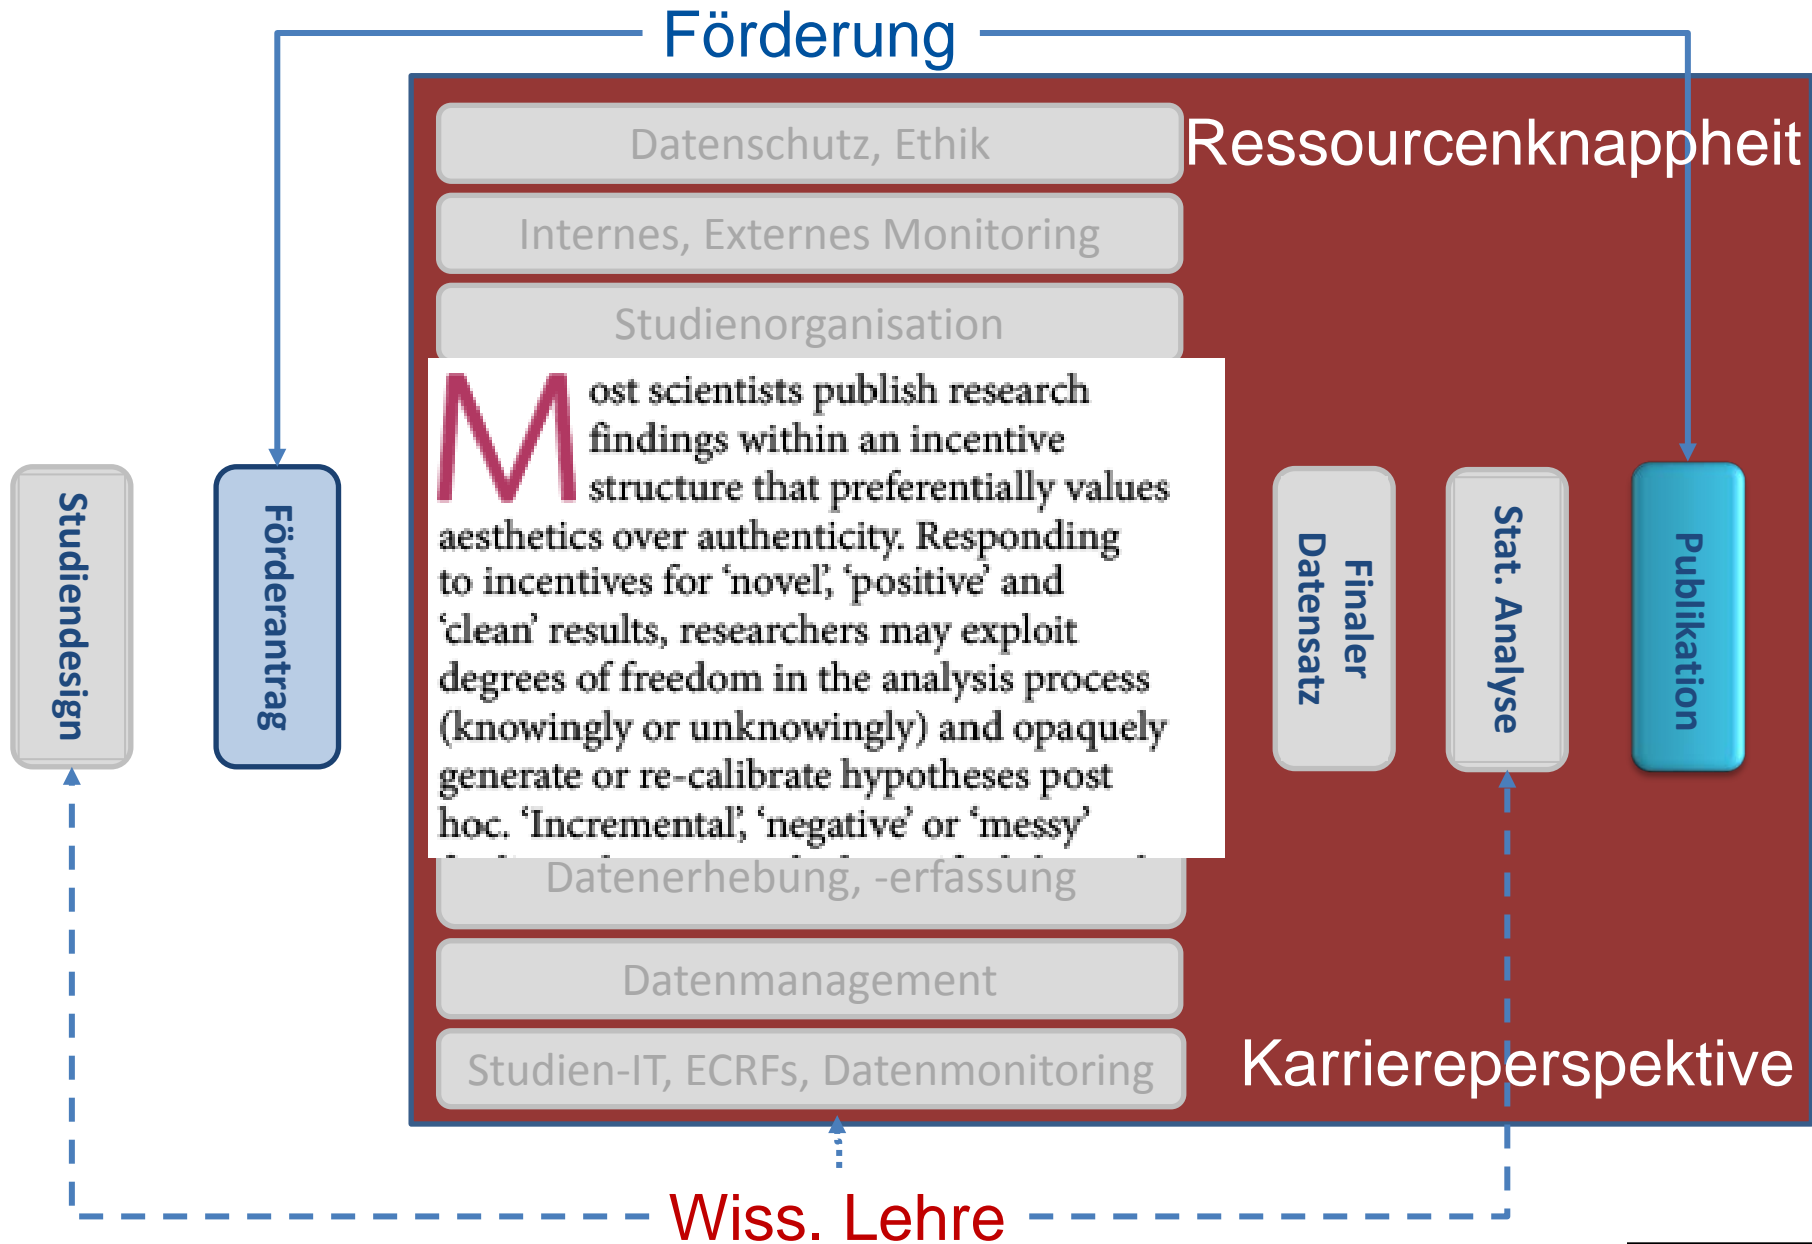 Förderung
Ressourcenknappheit
Datenschutz, Ethik
Internes, Externes Monitoring
Studienorganisation
Most scientists publish research
findings within an incentive
structure that preferentially values
aesthetics over authenticity. Responding
to incentives for ‘novel’, ‘positive’ and
‘clean’ results, researchers may exploit
degrees of freedom in the analysis process
(knowingly or unknowingly) and opaquely
generate or re-calibrate hypotheses post
hoc. ‘Incremental’, ‘negative’ or ‘messy’
Datenerhebung, -erfassung
Datenmanagement
Studien-IT, ECRFs, Datenmonitoring
Studiendesign
Förderantrag
Finaler
Datensatz
Stat. Analyse
Publikation
Karriereperspektive
Wiss. Lehre